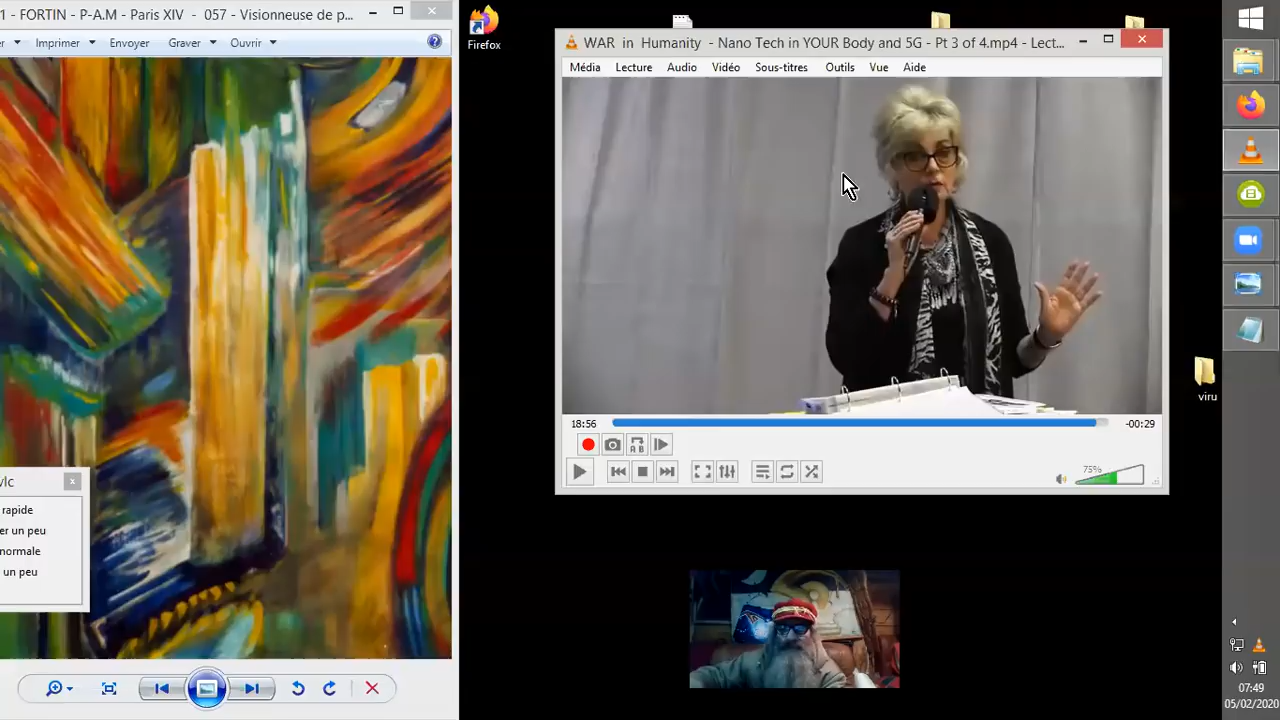 - FORTIN - P-A.M - Paris XIV - 057 - Visionneuse de p...
Imprimer
Envoyer
Graver
Ouvrir
rapide
er un peu
normale
un peu
Firefox
WAR in Humanity - Nano Tech in YOUR Body and 5G - Pt 3 of 4.mp4 - Lect...
Média Lecture Audio Vidéo Sous-titres Outils Vue Aide
18:56
-00:29
75%
viru
07:49
05/02/2020